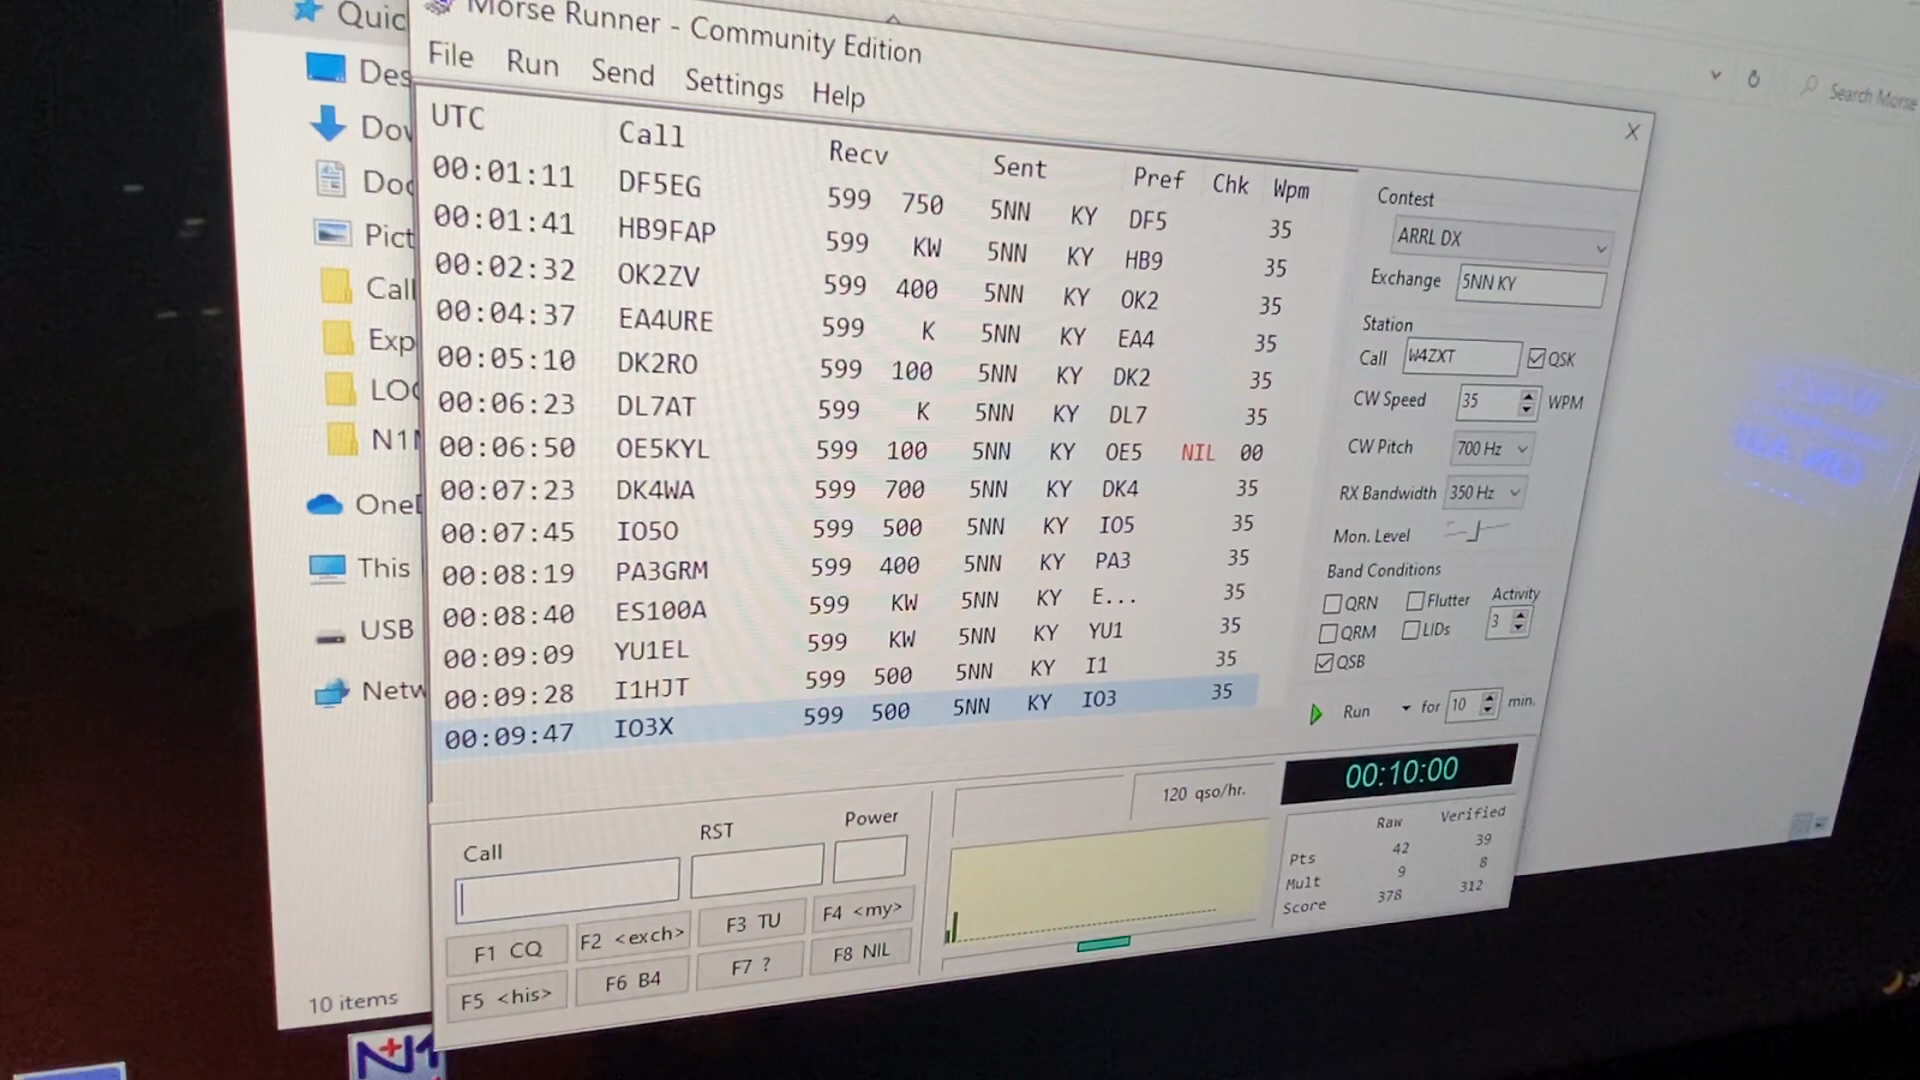 Morse Runner - Community Edition
File Run Send Settings Help
Search Morse
UTC Call Recv Sent Pref Chk Wpm
00:01:11 DF5EG 599 750 5NN KY DF5 35
00:01:41 HB9FAP 599 KW 5NN KY HB9 35
00:02:32 OK2ZV 599 400 5NN KY OK2 35
00:04:37 EA4URE 599 K 5NN KY EA4 35
00:05:10 DK2RO 599 100 5NN KY DK2 35
00:06:23 DL7AT 599 K 5NN KY DL7 35
00:06:50 OE5KYL 599 100 5NN KY OE5 NIL 00
00:07:23 DK4WA 599 700 5NN KY DK4 35
00:07:45 IO5O 599 500 5NN KY IO5 35
00:08:19 PA3GRM 599 400 5NN KY PA3 35
00:08:40 ES100A 599 KW 5NN KY E... 35
00:09:09 YU1EL 599 KW 5NN KY YU1 35
00:09:28 I1HJT 599 500 5NN KY I1 35
00:09:47 IO3X 599 500 5NN KY IO3 35
Contest
ARRL DX
Exchange 5NN KY
Station
Call W4ZXT QSK
CW Speed 35 WPM
CW Pitch 700 Hz
RX Bandwidth 350 Hz
Mon. Level
Band Conditions
QRN Flutter Activity
QRM LIDs 3
QSB
Run for 10 min.
00:10:00
120 qso/hr.
Raw Verified
Pts 42 39
Mult 9 8
Score 378 312
Call RST Power
F1 CQ F2 <exch> F3 TU F4 <my>
F5 <his> F6 B4 F7 ? F8 NIL
Quic
Des
Dov
Doc
Pict
Call
Exp
LOG
N1M
OneD
This
USB
Netw
10 items
N+1